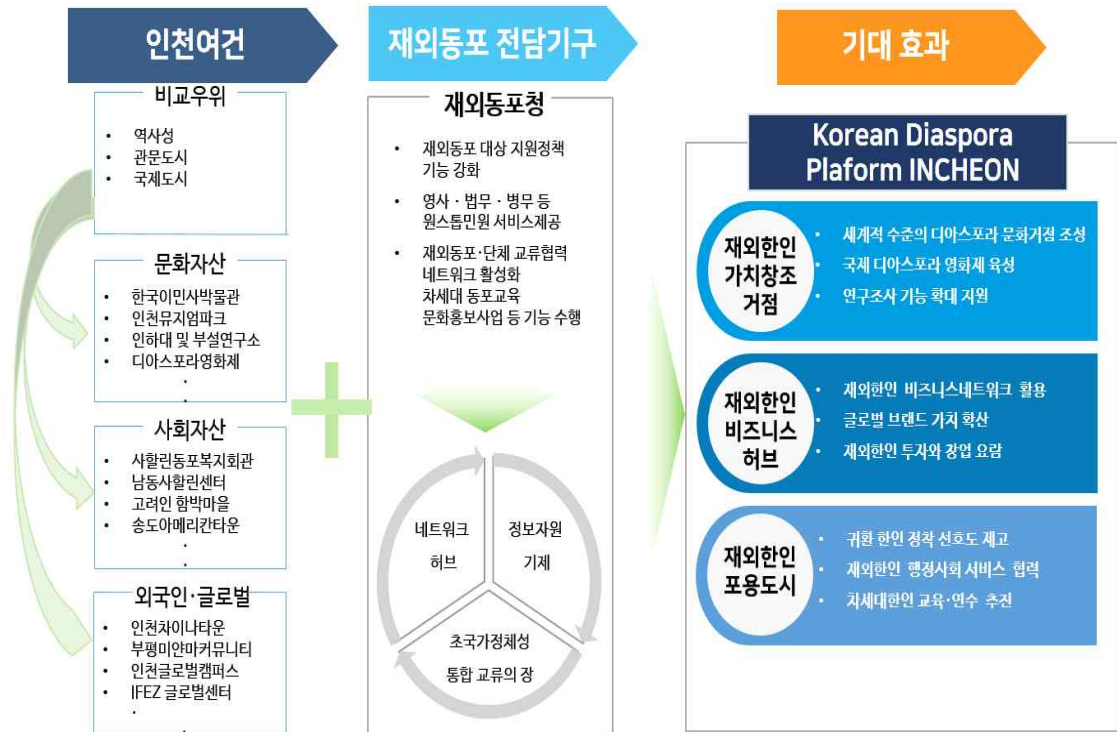 인천여건
비교우위
• 역사성
• 관문도시
• 국제도시
문화자산
• 한국이민사박물관
• 인천뮤지엄파크
• 인하대 및 부설연구소
• 디아스포라영화제
.
사회자산
• 사할린동포복지회관
• 남동사할린센터
• 고려인 함박마을
• 송도아메리칸타운
.
외국인·글로벌
• 인천차이나타운
• 부평미얀마커뮤니티
• 인천글로벌캠퍼스
• IFEZ 글로벌센터
.
재외동포 전담기구
재외동포청
• 재외동포 대상 지원정책
기능 강화
• 영사·법무·병무 등
원스톱민원 서비스제공
• 재외동포·단체 교류협력
네트워크 활성화
차세대 동포교육
문화홍보사업 등 기능 수행
네트워크
허브
정보자원
기제
초국가정체성
통합 교류의 장
기대 효과
Korean Diaspora
Plaform INCHEON
재외한인
가치창조
거점
• 세계적 수준의 디아스포라 문화거점 조성
• 국제 디아스포라 영화제 육성
• 연구조사 기능 확대 지원
재외한인
비즈니스
허브
• 재외한인 비즈니스네트워크 활용
• 글로벌 브랜드 가치 확산
• 재외한인 투자와 창업 요람
재외한인
포용도시
• 귀환 한인 정착 선호도 제고
• 재외한인 행정사회 서비스 협력
• 차세대한인 교육·연수 추진